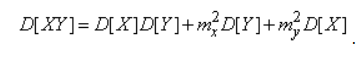 D[XY] = D[X]D[Y] + m_x^2 D[Y] + m_y^2 D[X] .